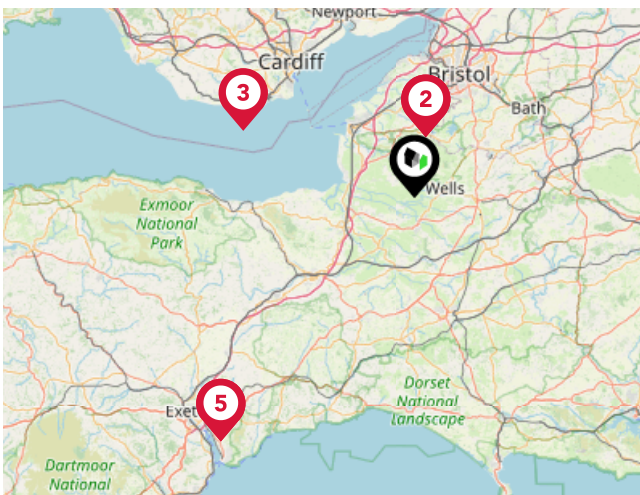 Newport
Cardiff
Bristol
3
2
Bath
Wells
Exmoor
National
Park
Dorset
National
Landscape
5
Exet
Dartmoor
National